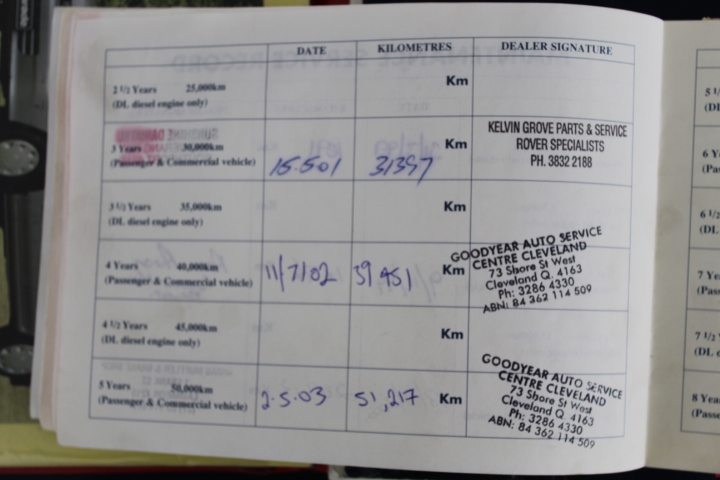 DATE KILOMETRES DEALER SIGNATURE
2 1/2 Years 25,000km
(DL diesel engine only)
Km
3 Years 30,000km
(Passenger & Commercial vehicle)
15.5.01 31397 Km
KELVIN GROVE PARTS & SERVICE
ROVER SPECIALISTS
PH. 3832 2188
3 1/2 Years 35,000km
(DL diesel engine only)
Km
4 Years 40,000km
(Passenger & Commercial vehicle)
11/7/02 39451 Km
GOODYEAR AUTO SERVICE
CENTRE CLEVELAND
73 Shore St West
Cleveland Q. 4163
Ph: 3286 4330
ABN: 84 362 114 509
4 1/2 Years 45,000km
(DL diesel engine only)
Km
5 Years 50,000km
(Passenger & Commercial vehicle)
2.5.03 51,217 Km
GOODYEAR AUTO SERVICE
CENTRE CLEVELAND
73 Shore St West
Cleveland Q. 4163
Ph: 3286 4330
ABN: 84 362 114 509